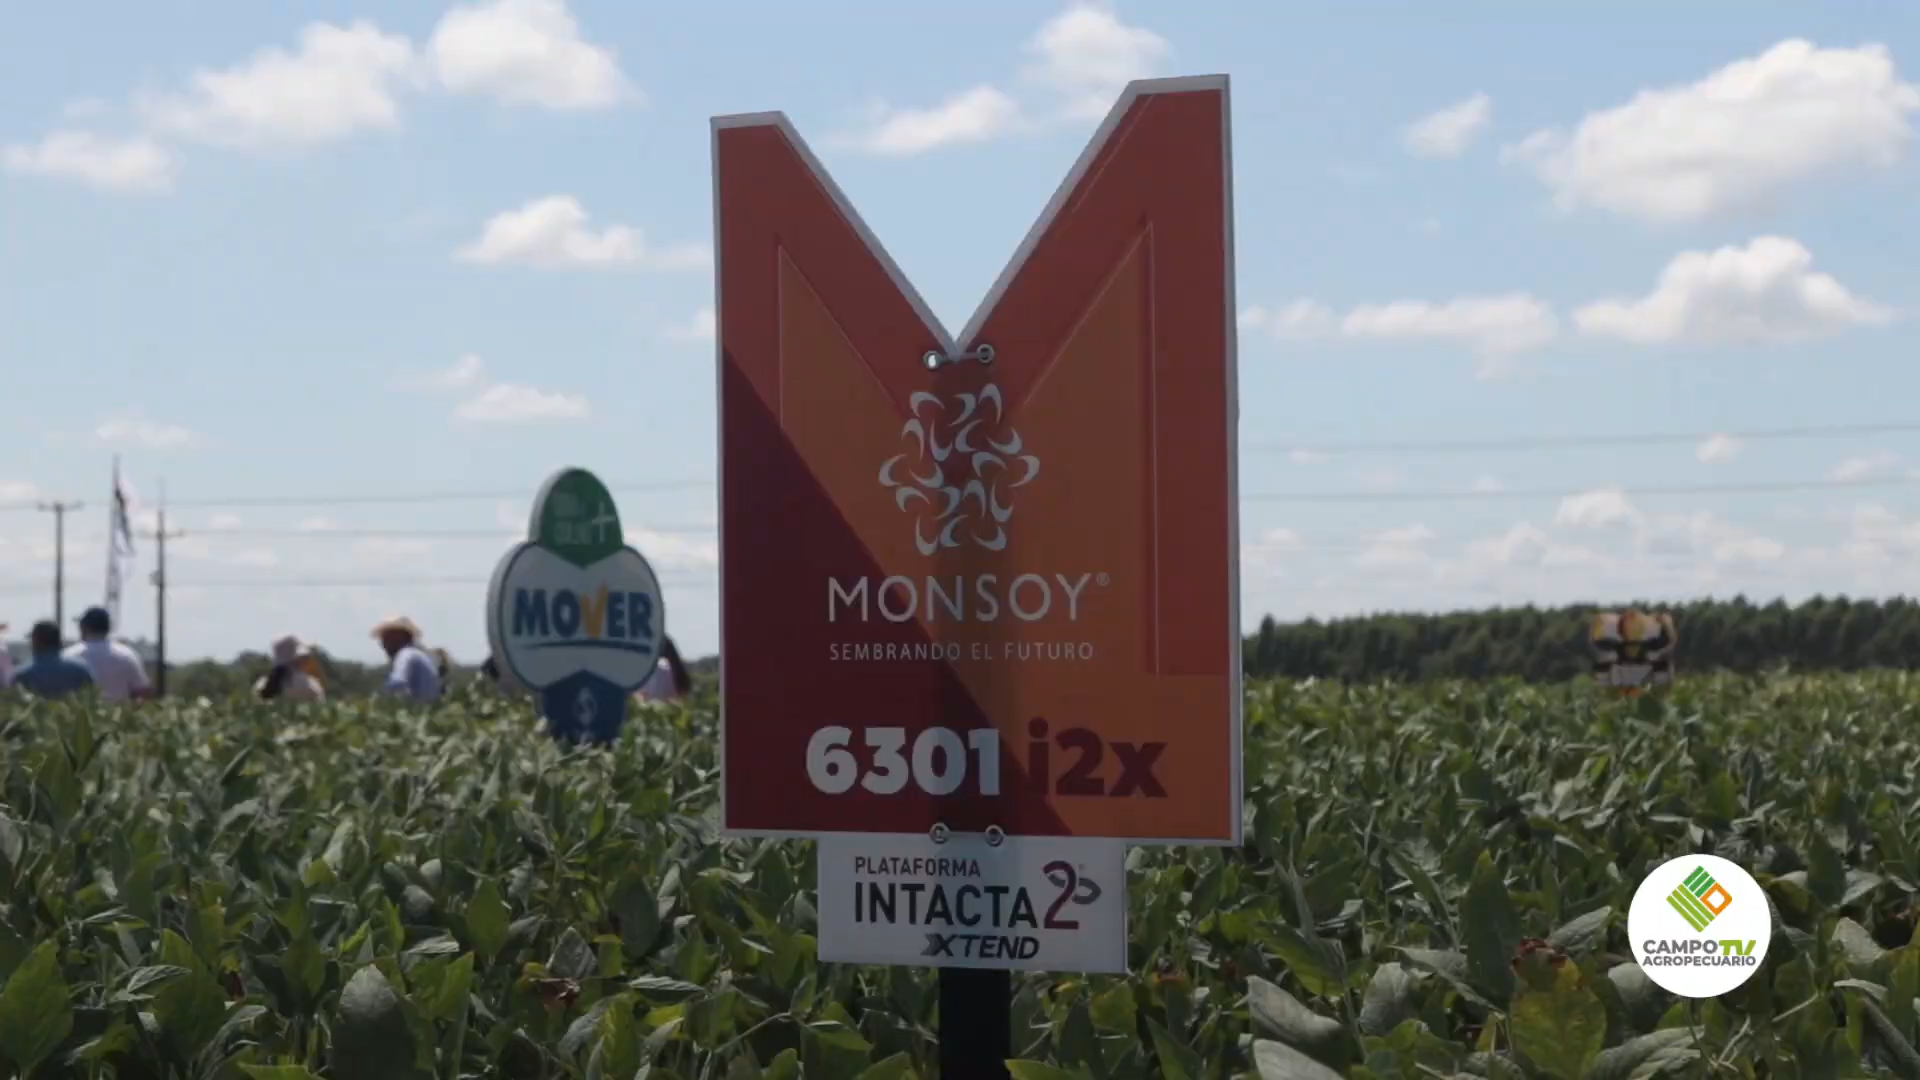 MONSOY®
SEMBRANDO EL FUTURO
6301 i2x
PLATAFORMA
INTACTA 2
XTEND
MOVER
CAMPO TV
AGROPECUARIO